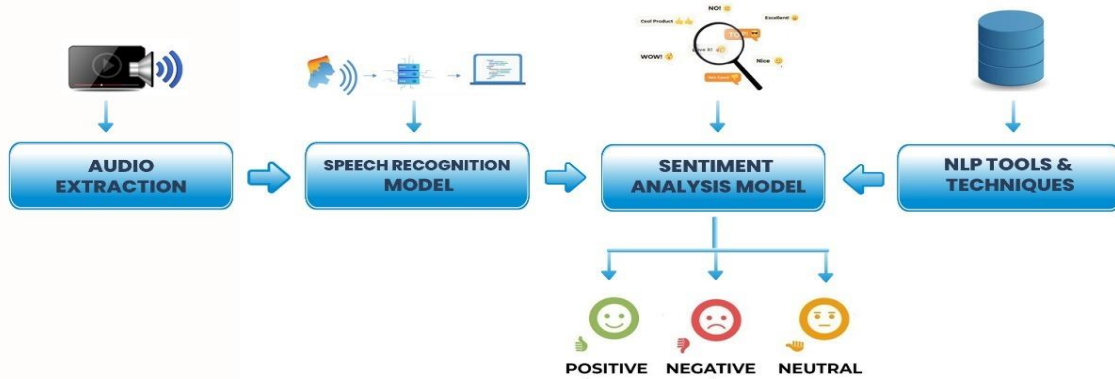 NO!
Cool Product
Excellent!
WOW!
Nice
AUDIO
EXTRACTION
SPEECH RECOGNITION
MODEL
SENTIMENT
ANALYSIS MODEL
NLP TOOLS &
TECHNIQUES
POSITIVE
NEGATIVE
NEUTRAL